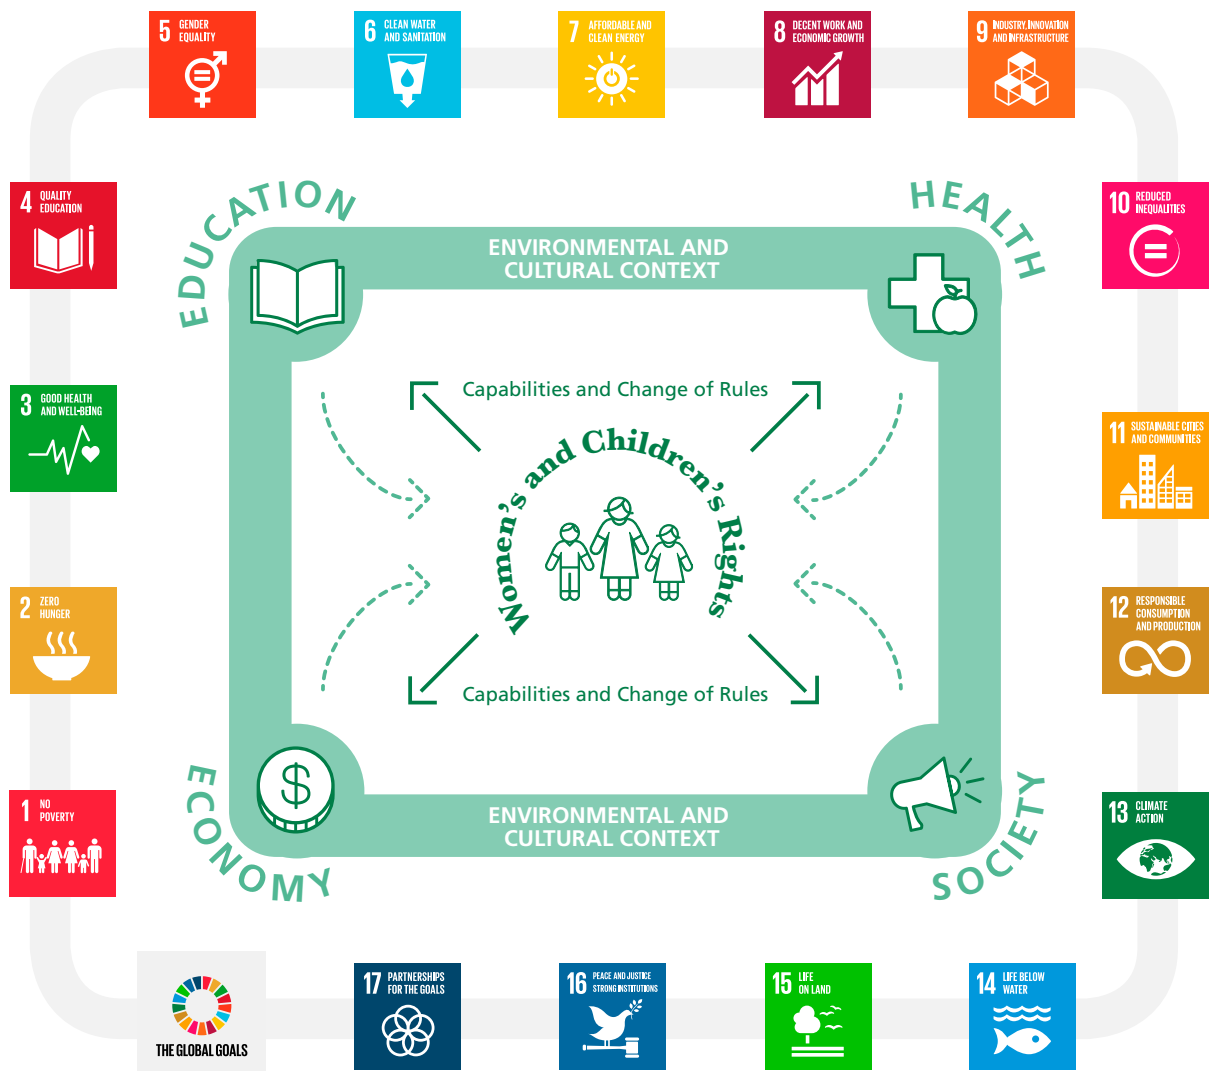 5 GENDER
EQUALITY
6 CLEAN WATER
AND SANITATION
7 AFFORDABLE AND
CLEAN ENERGY
8 DECENT WORK AND
ECONOMIC GROWTH
9 INDUSTRY, INNOVATION
AND INFRASTRUCTURE
4 QUALITY
EDUCATION
EDUCATION
ENVIRONMENTAL AND
CULTURAL CONTEXT
HEALTH
10 REDUCED
INEQUALITIES
3 GOOD HEALTH
AND WELL-BEING
Capabilities and Change of Rules
Women's and Children's Rights
11 SUSTAINABLE CITIES
AND COMMUNITIES
2 ZERO
HUNGER
12 RESPONSIBLE
CONSUMPTION
AND PRODUCTION
Capabilities and Change of Rules
1 NO
POVERTY
ECONOMY
$
ENVIRONMENTAL AND
CULTURAL CONTEXT
SOCIETY
13 CLIMATE
ACTION
THE GLOBAL GOALS
17 PARTNERSHIPS
FOR THE GOALS
16 PEACE AND JUSTICE
STRONG INSTITUTIONS
15 LIFE
ON LAND
14 LIFE BELOW
WATER